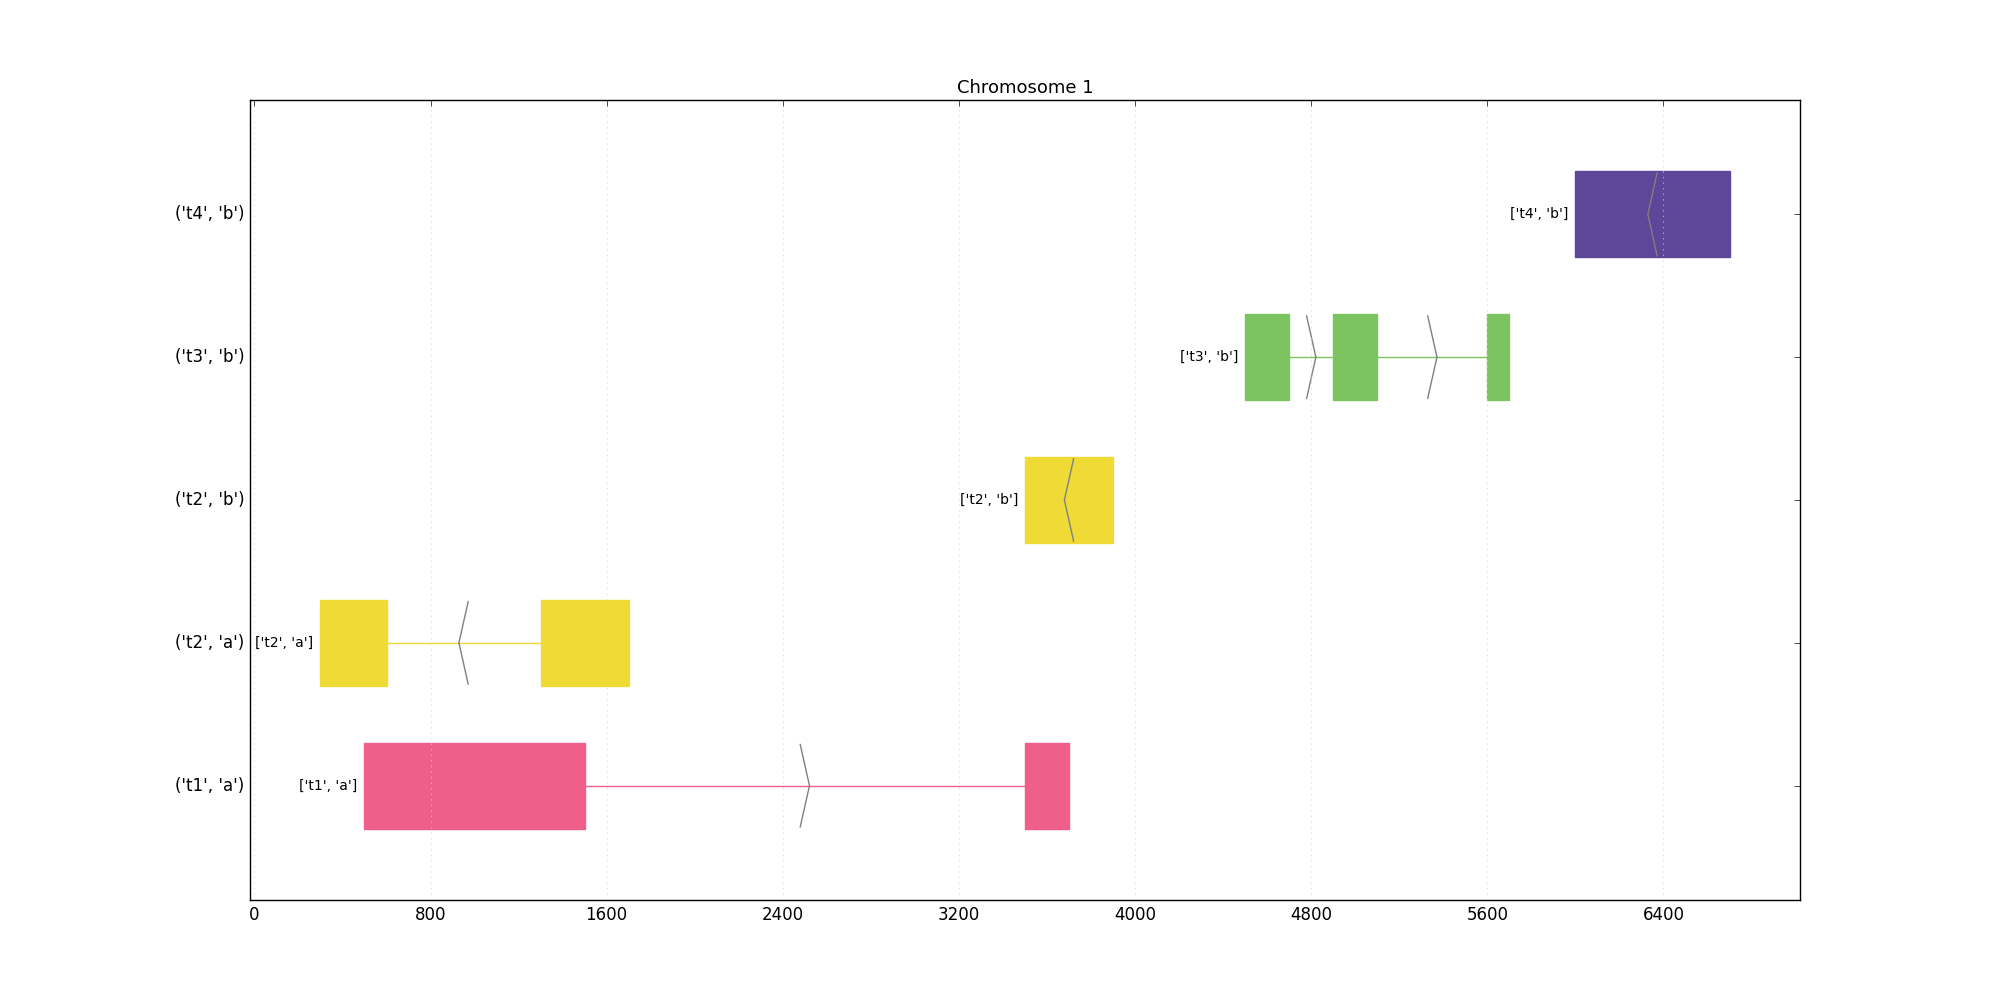 Chromosome 1
('t4', 'b') ['t4', 'b']
('t3', 'b') ['t3', 'b']
('t2', 'b') ['t2', 'b']
('t2', 'a') ['t2', 'a']
('t1', 'a') ['t1', 'a']
0 800 1600 2400 3200 4000 4800 5600 6400